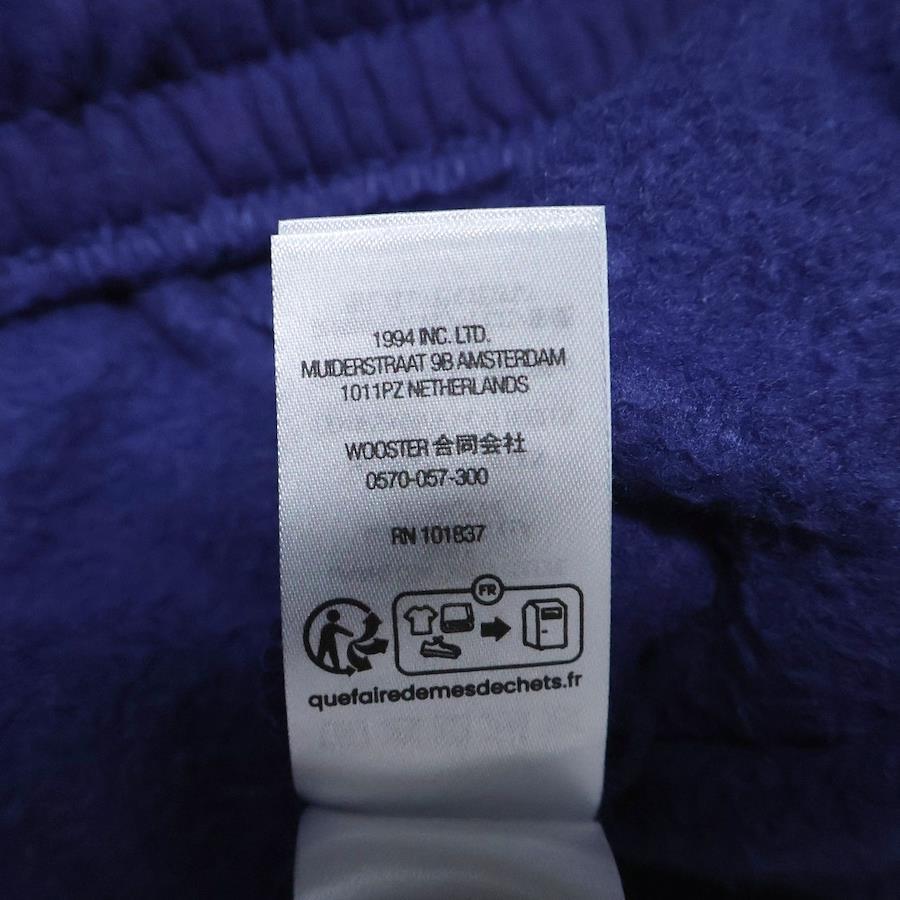 1994 INC. LTD.
MUIDERSTRAAT 9B AMSTERDAM
1011PZ NETHERLANDS
WOOSTER 合同会社
0570-057-300
RN 101837
FR
quefairedemesdechets.fr